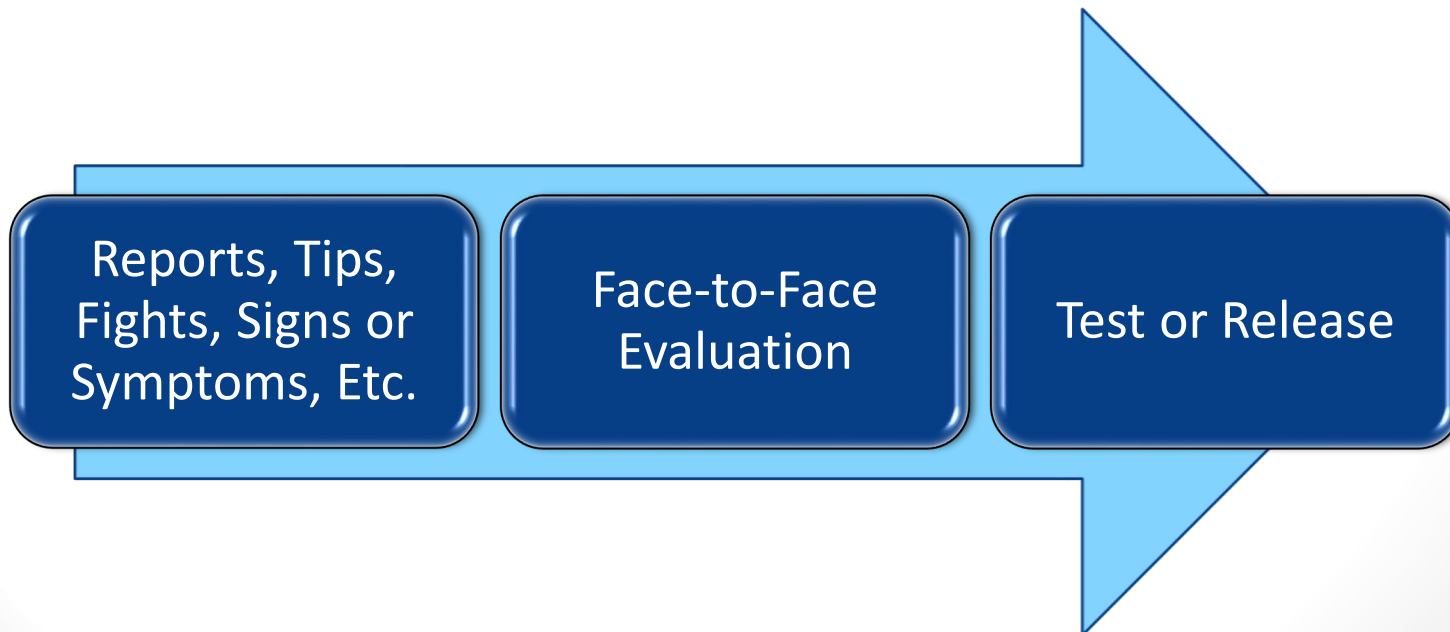 Reports, Tips,
Fights, Signs or
Symptoms, Etc.
Face-to-Face
Evaluation
Test or Release